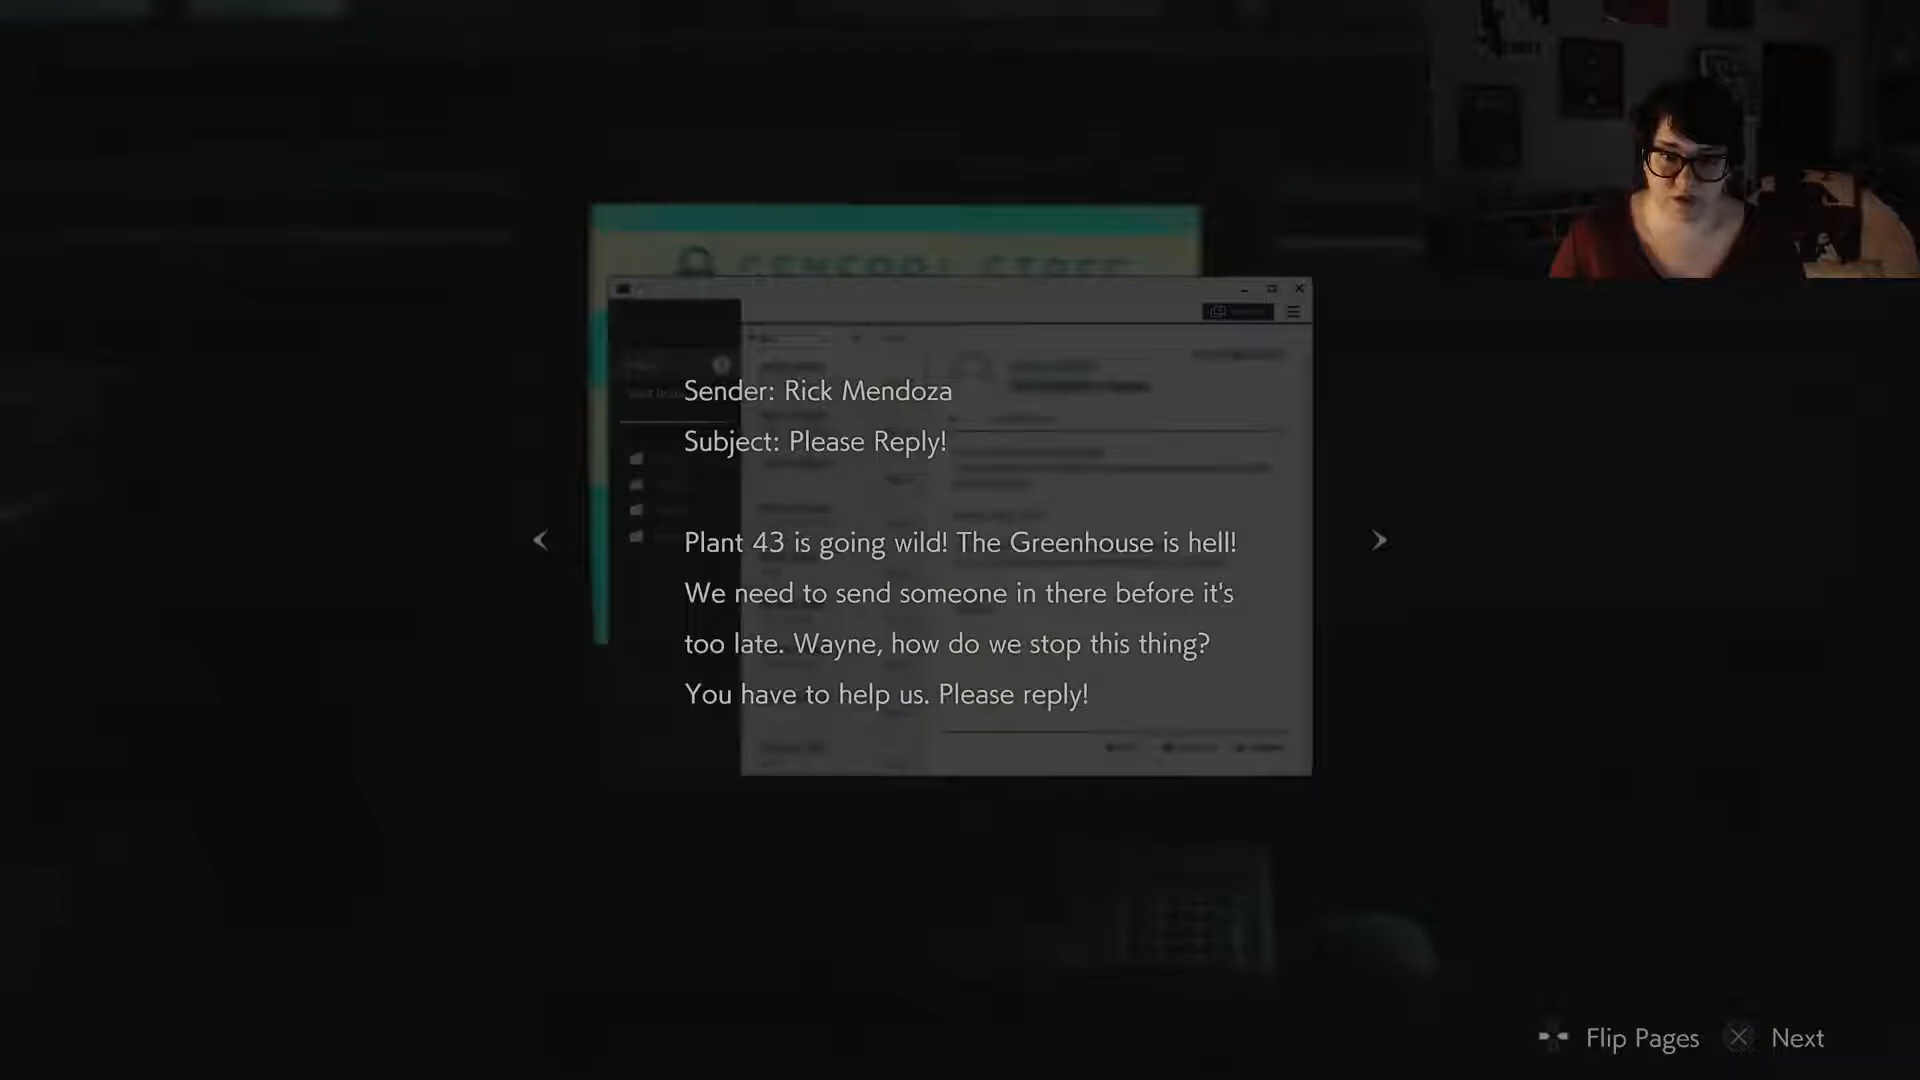 Sender: Rick Mendoza
Subject: Please Reply!
Plant 43 is going wild! The Greenhouse is hell!
We need to send someone in there before it's
too late. Wayne, how do we stop this thing?
You have to help us. Please reply!
Flip Pages
Next